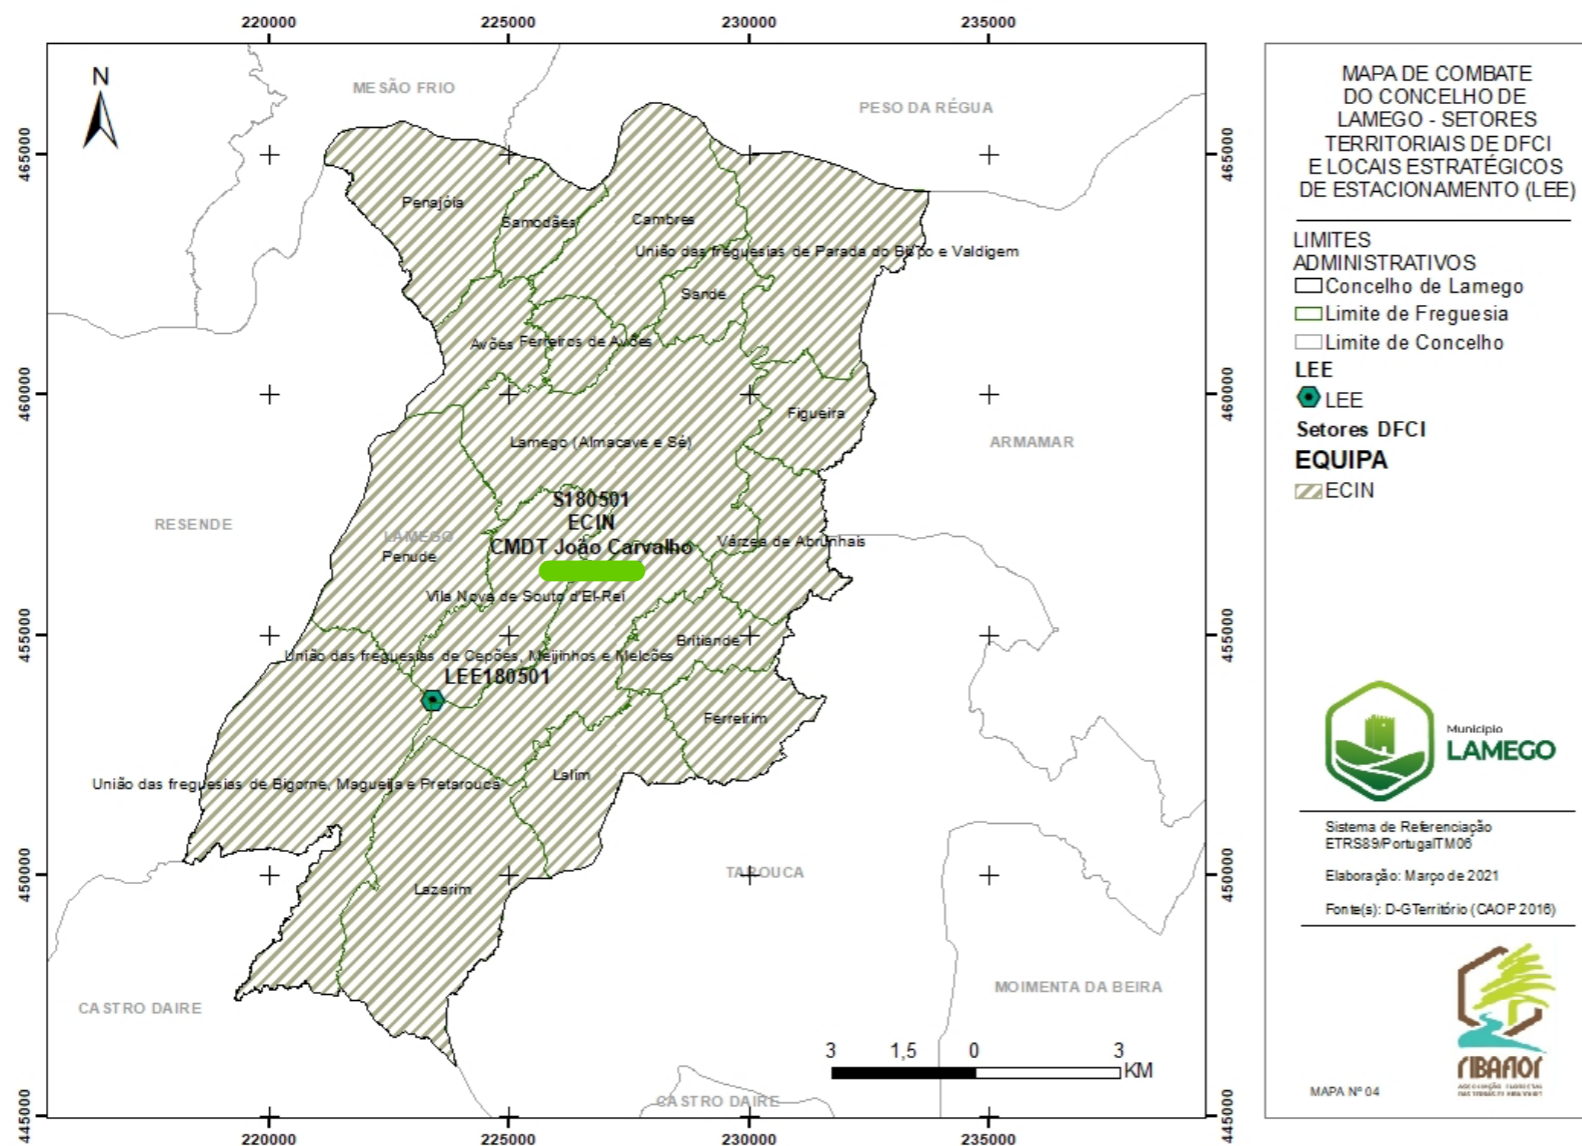 220000
225000
230000
235000
465000
460000
455000
450000
445000
N
MESÃO FRIO
PESO DA RÉGUA
Penajóia
Samodães
Cambres
União das freguesias de Parada do Bispo e Valdigem
Sande
Avões
Ferreiros de Avões
Figueira
Lamego (Almacave e Sé)
ARMAMAR
RESENDE
S180501
ECIN
CMDT João Carvalho
LAMEGO
Penude
Várzea de Abrunhais
Vila Nova de Souto d'El-Rei
Britiande
União das freguesias de Cepões, Meijinhos e Melcões
LEE180501
Ferreirim
Lalim
União das freguesias de Bigorne, Magueija e Pretarouca
TAROUCA
Lazarim
MOIMENTA DA BEIRA
CASTRO DAIRE
3
1,5
0
3
KM
CASTRO DAIRE
465000
460000
455000
450000
445000
220000
225000
230000
235000
MAPA DE COMBATE
DO CONCELHO DE
LAMEGO - SETORES
TERRITORIAIS DE DFCI
E LOCAIS ESTRATÉGICOS
DE ESTACIONAMENTO (LEE)
LIMITES
ADMINISTRATIVOS
Concelho de Lamego
Limite de Freguesia
Limite de Concelho
LEE
LEE
Setores DFCI
EQUIPA
ECIN
Município
LAMEGO
Sistema de Referenciação
ETRS89/PortugalTM06
Elaboração: Março de 2021
Fonte(s): D-GTerritório (CAOP 2016)
RIBAFLOR
MAPA Nº 04